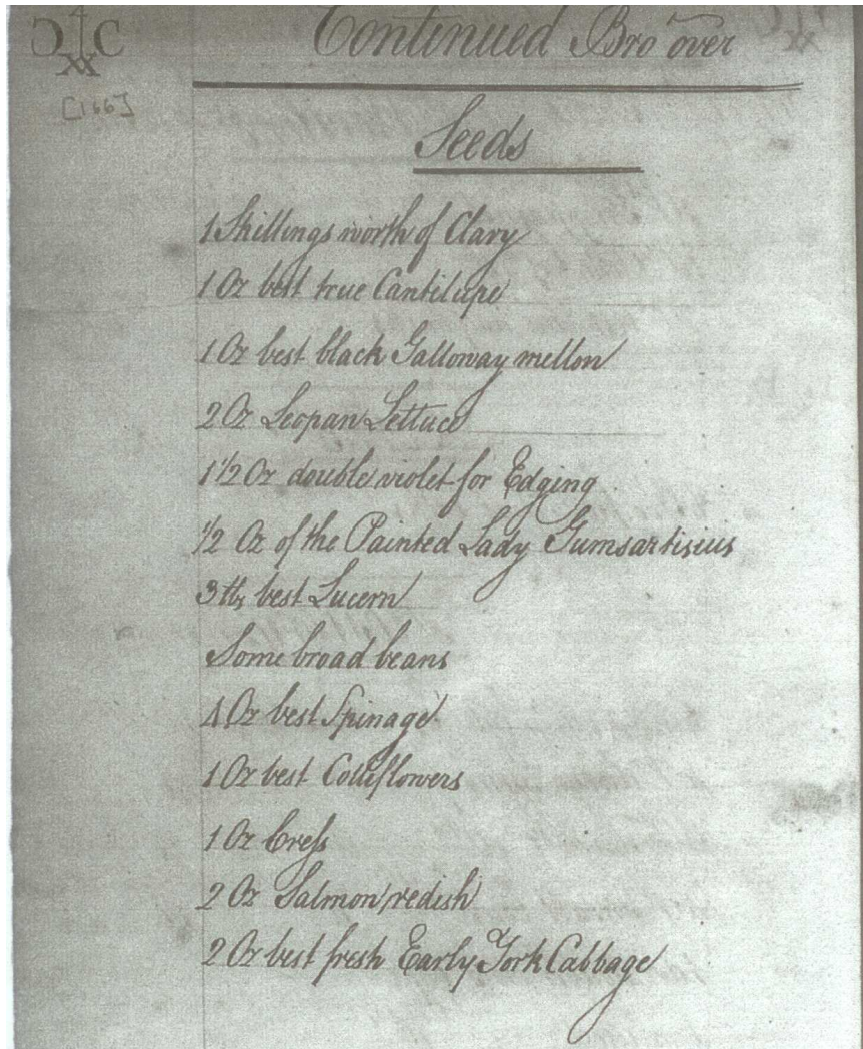 Continued Bro over
[166]
Seeds
1 Shillings worth of Clary
1 Oz best true Cantilupe
1 Oz best black Galloway mellon
2 Oz Leopan Lettuce
1 1/2 Oz double violet for Edging
1/2 Oz of the Painted Lady Gumsartisius
3 lb best Lucern
Some broad beans
4 Oz best Spinage
1 Oz best Colliflowers
1 Oz Cress
2 Oz Salmon redish
2 Oz best fresh Early York Cabbage